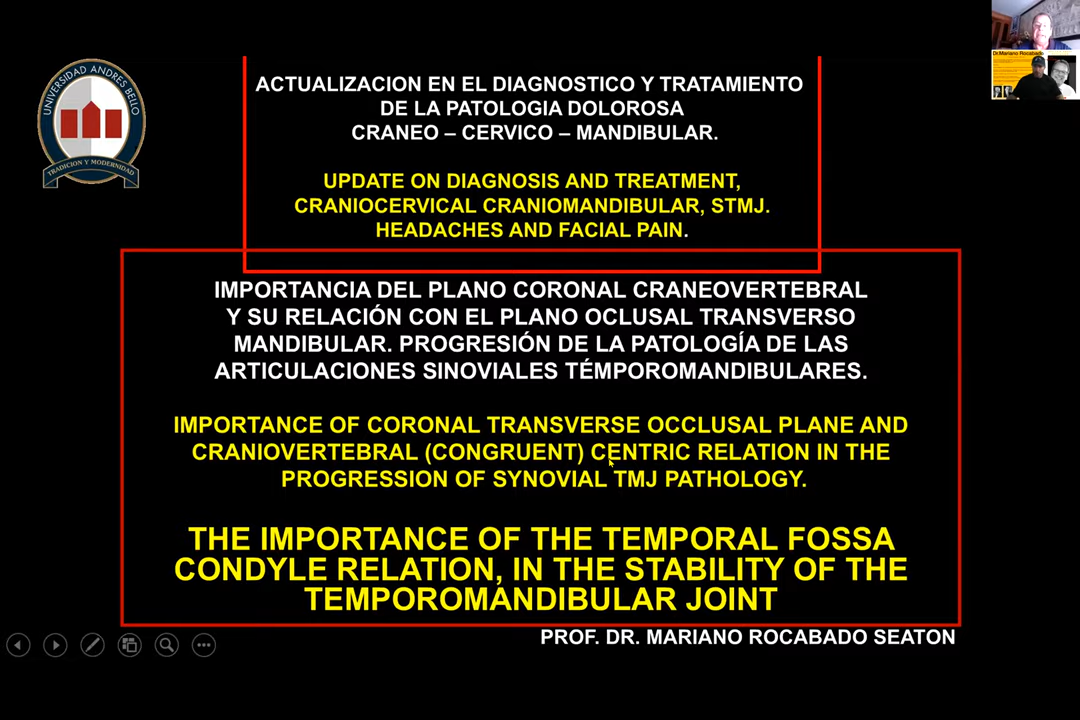 Dr.Mariano Rocabado
UNIVERSIDAD ANDRES BELLO
TRADICION Y MODERNIDAD
ACTUALIZACION EN EL DIAGNOSTICO Y TRATAMIENTO
DE LA PATOLOGIA DOLOROSA
CRANEO – CERVICO – MANDIBULAR.
UPDATE ON DIAGNOSIS AND TREATMENT,
CRANIOCERVICAL CRANIOMANDIBULAR, STMJ.
HEADACHES AND FACIAL PAIN.
IMPORTANCIA DEL PLANO CORONAL CRANEOVERTEBRAL
Y SU RELACIÓN CON EL PLANO OCLUSAL TRANSVERSO
MANDIBULAR. PROGRESIÓN DE LA PATOLOGÍA DE LAS
ARTICULACIONES SINOVIALES TÉMPOROMANDIBULARES.
IMPORTANCE OF CORONAL TRANSVERSE OCCLUSAL PLANE AND
CRANIOVERTEBRAL (CONGRUENT) CENTRIC RELATION IN THE
PROGRESSION OF SYNOVIAL TMJ PATHOLOGY.
THE IMPORTANCE OF THE TEMPORAL FOSSA
CONDYLE RELATION, IN THE STABILITY OF THE
TEMPOROMANDIBULAR JOINT
PROF. DR. MARIANO ROCABADO SEATON